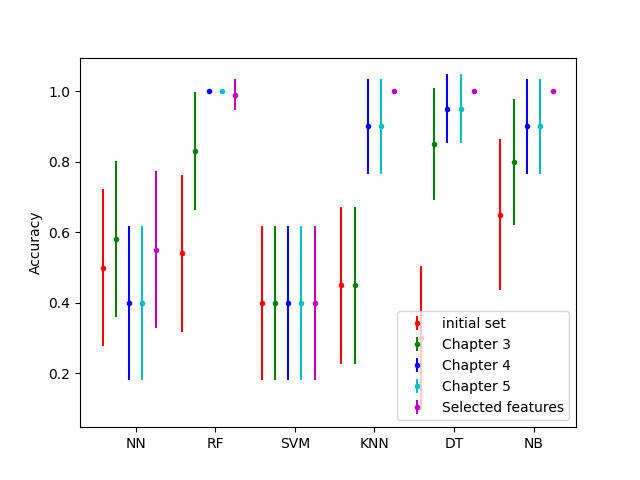 1.0
0.8
0.6
0.4
0.2
Accuracy
initial set
Chapter 3
Chapter 4
Chapter 5
Selected features
NN RF SVM KNN DT NB